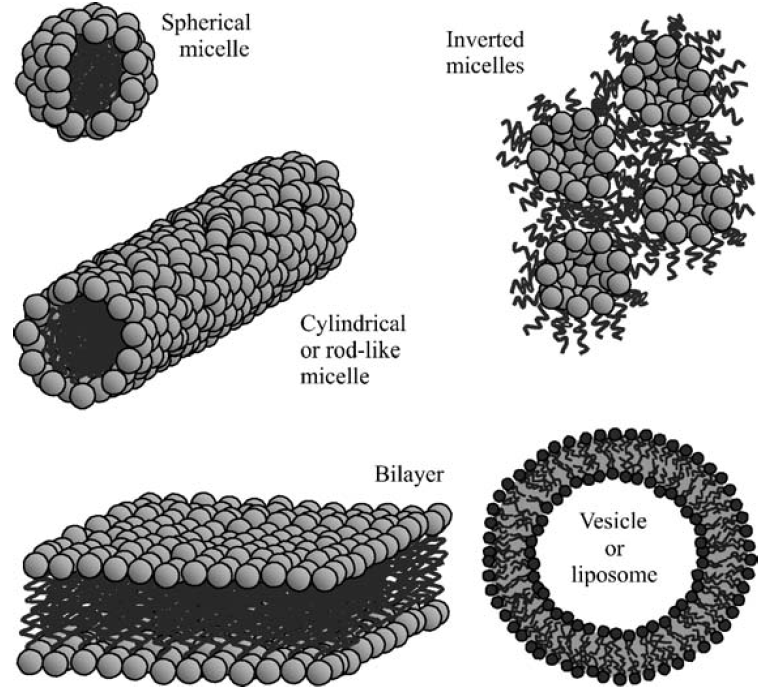 Spherical
micelle
Inverted
micelles
Cylindrical
or rod-like
micelle
Bilayer
Vesicle
or
liposome